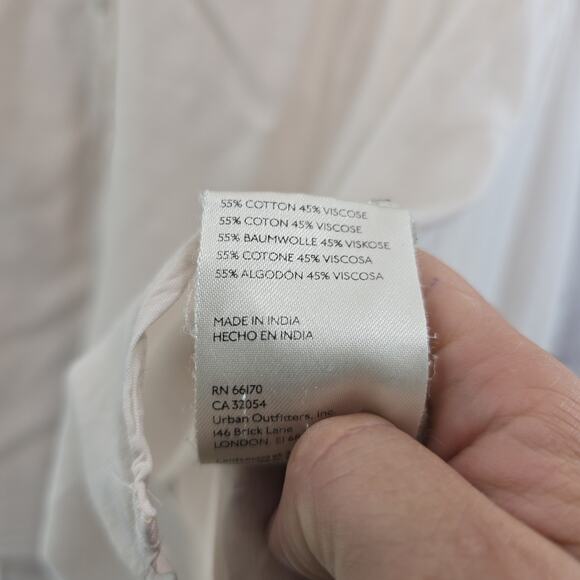 55% COTTON 45% VISCOSE
55% COTON 45% VISCOSE
55% BAUMWOLLE 45% VISKOSE
55% COTONE 45% VISCOSA
55% ALGODÓN 45% VISCOSA
MADE IN INDIA
HECHO EN INDIA
RN 66170
CA 32054
Urban Outfitters, Inc.
146 Brick Lane
LONDON. E1